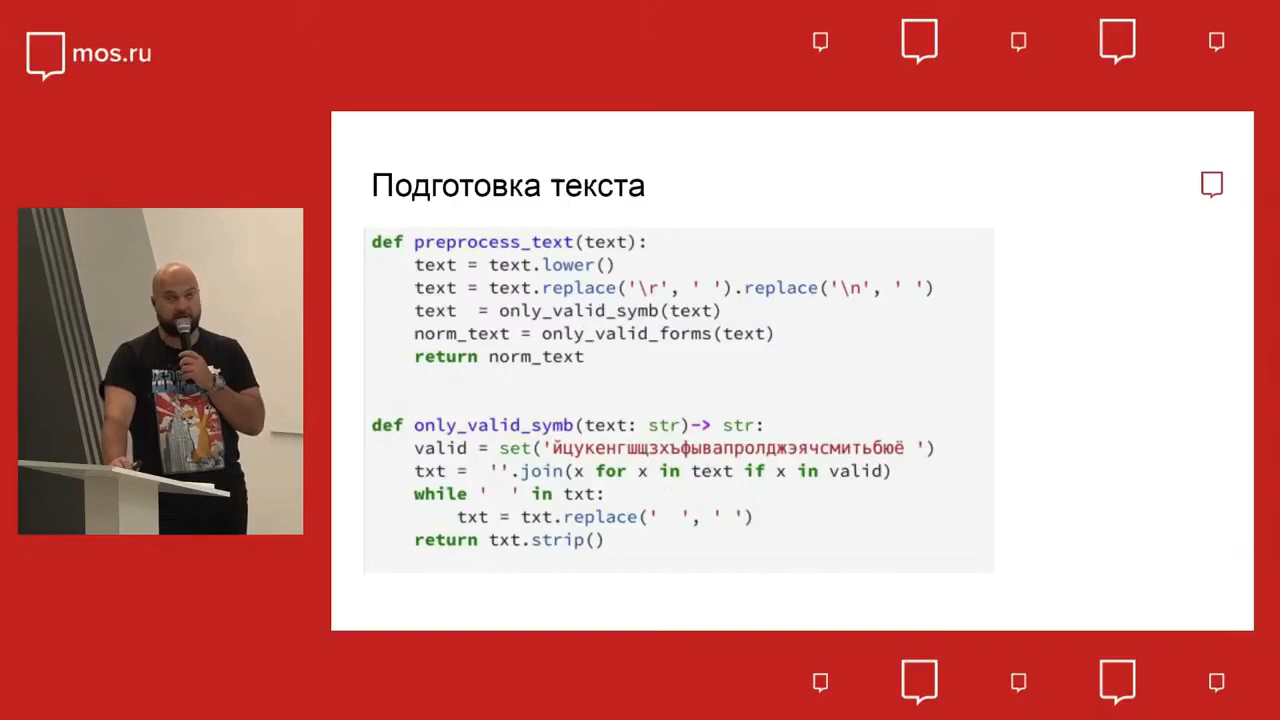 mos.ru
Подготовка текста
def preprocess_text(text):
    text = text.lower()
    text = text.replace('\r', ' ').replace('\n', ' ')
    text  = only_valid_symb(text)
    norm_text = only_valid_forms(text)
    return norm_text
def only_valid_symb(text: str)-> str:
    valid = set('йцукенгшщзхъфывапролджэячсмитьбюё ')
    txt =  ''.join(x for x in text if x in valid)
    while '  ' in txt:
        txt = txt.replace('  ', ' ')
    return txt.strip()